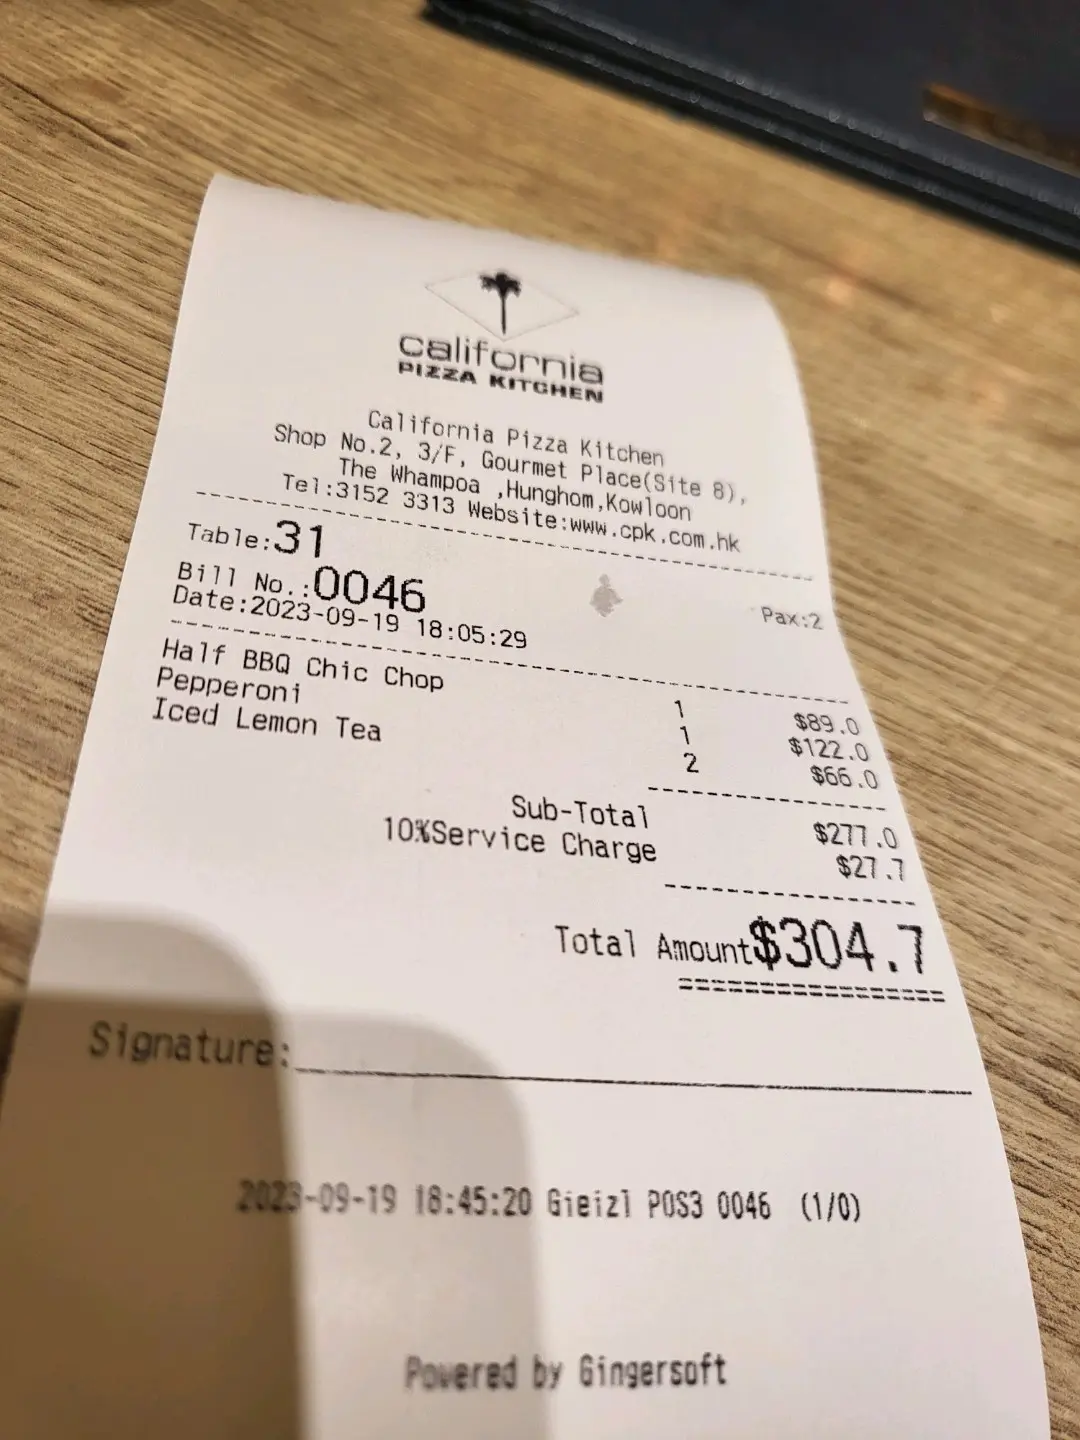 california
PIZZA KITCHEN
California Pizza Kitchen
Shop No.2, 3/F, Gourmet Place(Site 8),
The Whampoa ,Hunghom,Kowloon
Tel:3152 3313 Website:www.cpk.com.hk
Table:31 Pax:2
Bill No.:0046
Date:2023-09-19 18:05:29
Half BBQ Chic Chop 1 $89.0
Pepperoni 1 $122.0
Iced Lemon Tea 2 $66.0
Sub-Total $277.0
10%Service Charge $27.7
Total Amount$304.7
Signature:
2023-09-19 18:45:20 Gieizl POS3 0046 (1/0)
Powered by Gingersoft